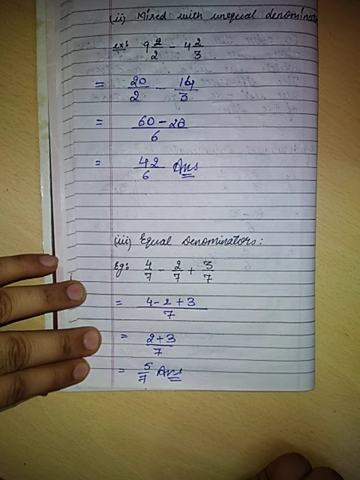 (ii) Mixed with unequal denominators
Ex: 9 2/2 - 4 2/3
= 20/2 - 14/3
= 60-28/6
= 42/6 Ans
(iii) Equal Denominators:
Eg: 4/7 - 2/7 + 3/7
= 4-2+3/7
= 2+3/7
= 5/7 Ans